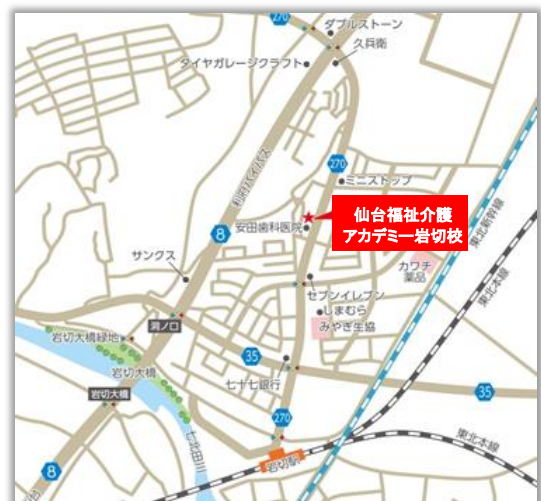 270
ダブルストーン
久兵衛
タイヤガレージクラフト
利府バイパス
270
ミニストップ
仙台福祉介護
アカデミー岩切校
安田歯科医院
8
東北新幹線
サンクス
カワチ
薬品
東北本線
セブンイレブン
しまむら
みやぎ生協
洞ノ口
岩切大橋緑地
35
岩切大橋
七十七銀行
35
岩切大橋
270
七北田川
東北本線
岩切駅
8